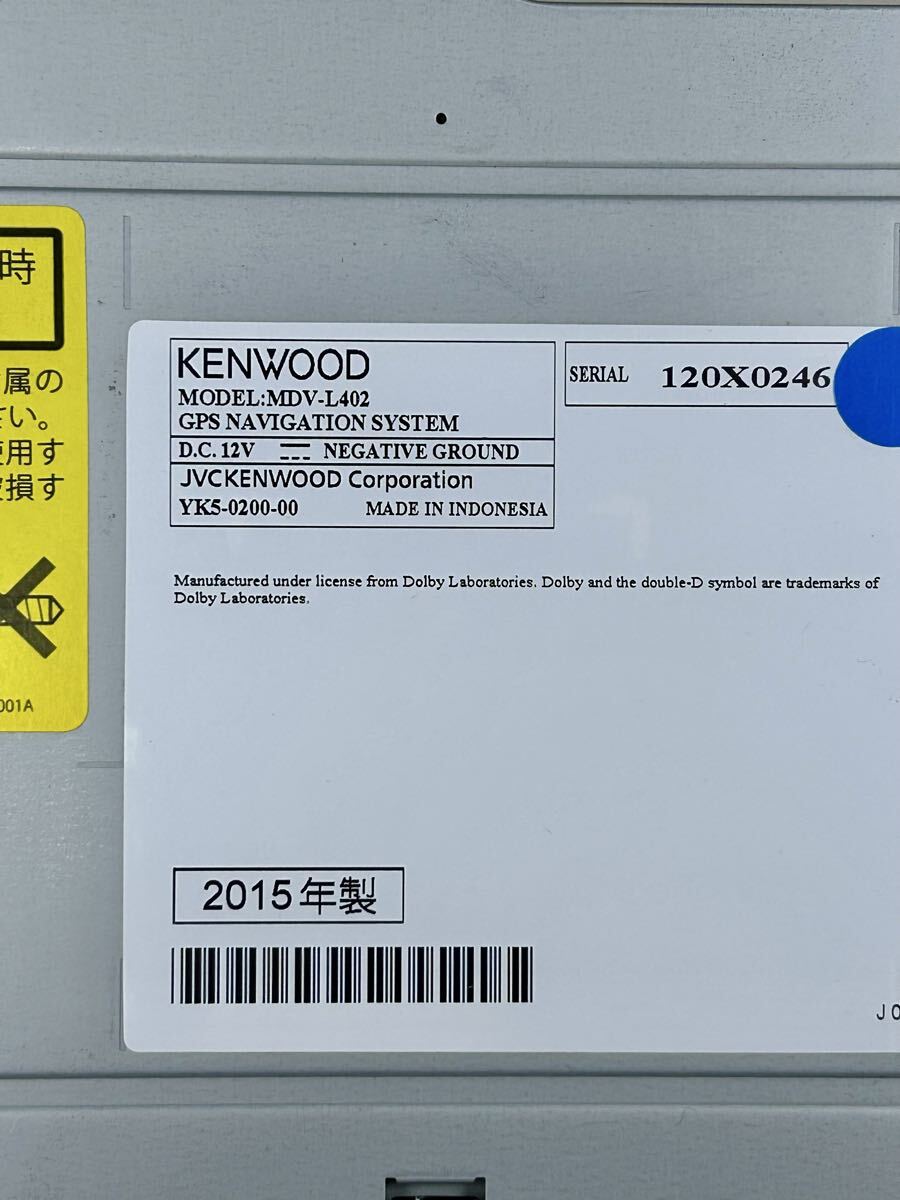 時
属の
さい。
使用す
破損す
001A
KENWOOD
MODEL:MDV-L402
GPS NAVIGATION SYSTEM
D.C. 12V NEGATIVE GROUND
JVCKENWOOD Corporation
YK5-0200-00 MADE IN INDONESIA
SERIAL 120X0246
Manufactured under license from Dolby Laboratories. Dolby and the double-D symbol are trademarks of
Dolby Laboratories.
2015年製
J0